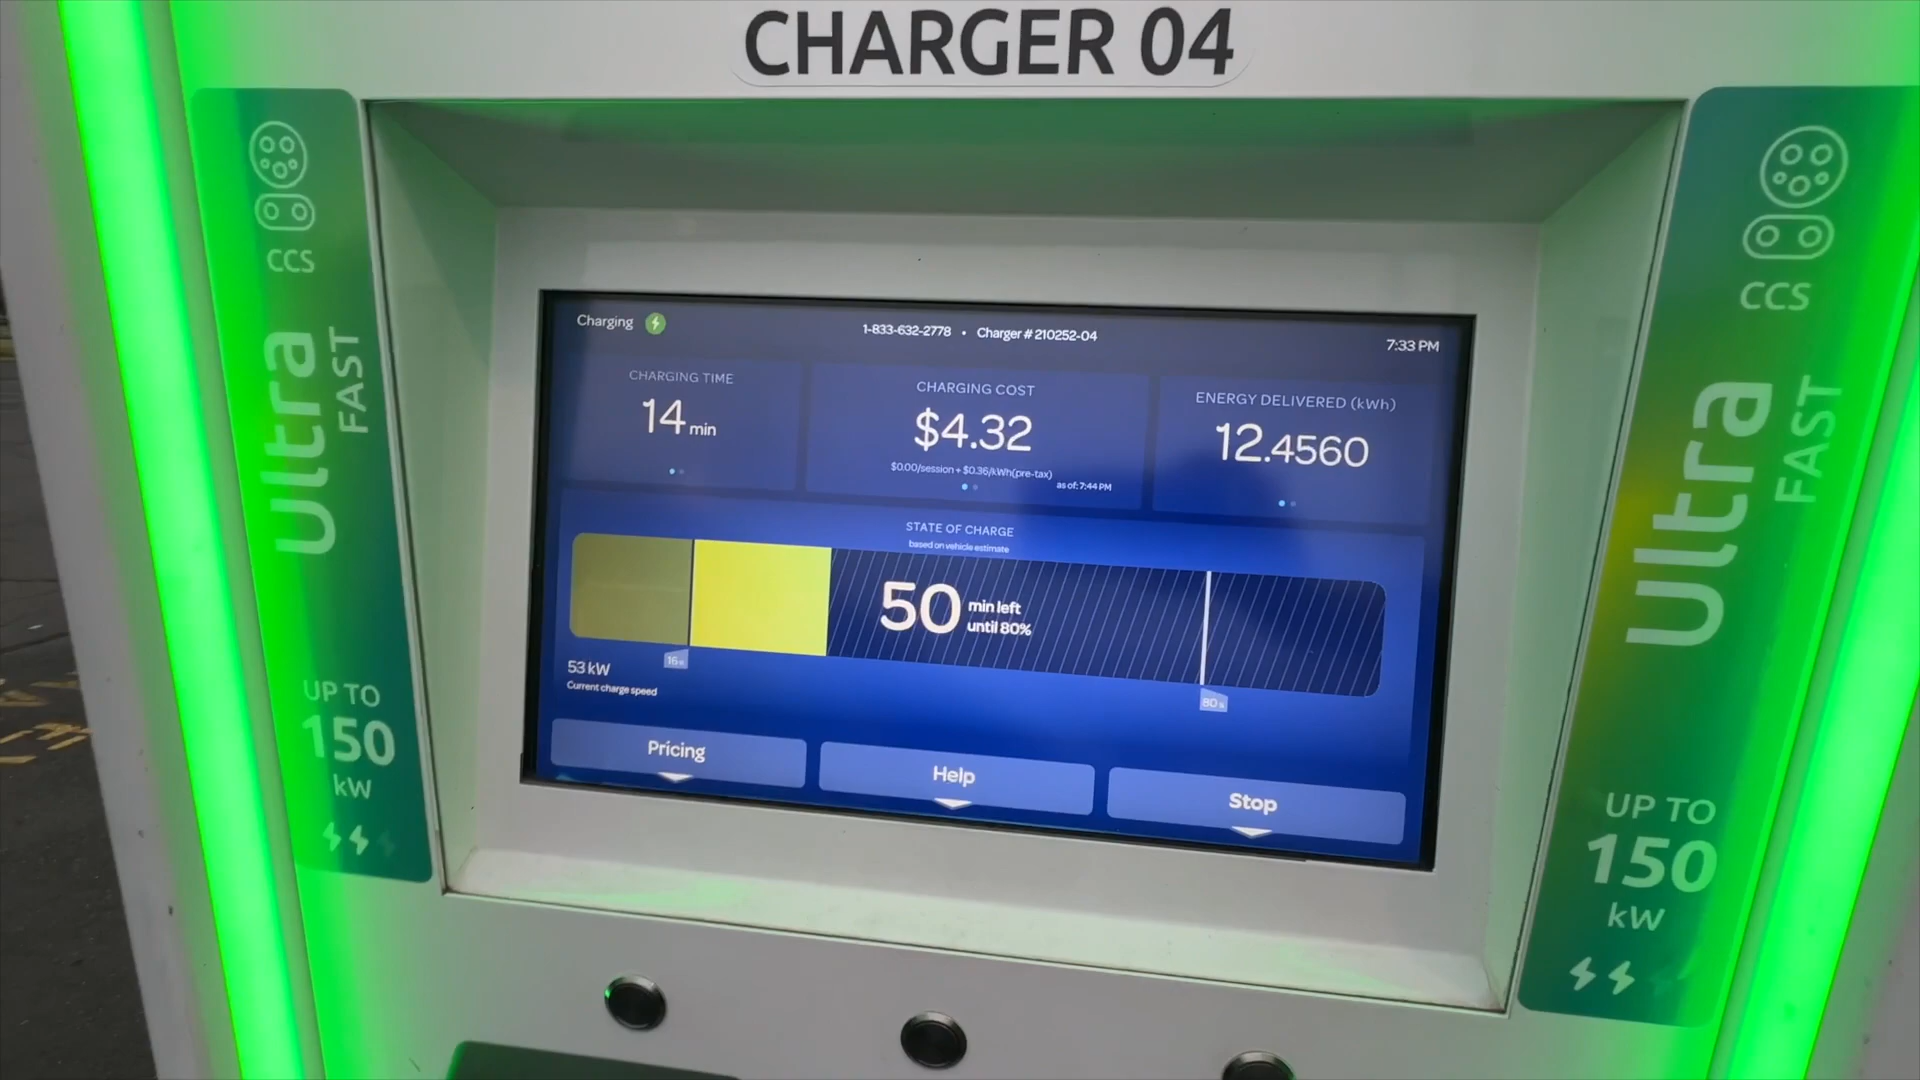 CHARGER 04
CCS
Ultra
FAST
UP TO
150
kW
Charging
1-833-632-2778 • Charger # 210252-04
7:33 PM
CHARGING TIME
14 min
CHARGING COST
$4.32
$0.00/session + $0.36/kWh(pre-tax)
as of: 7:44 PM
ENERGY DELIVERED (kWh)
12.4560
STATE OF CHARGE
based on vehicle estimate
50 min left
until 80%
16%
80%
53 kW
Current charge speed
Pricing
Help
Stop
CCS
Ultra
FAST
UP TO
150
kW